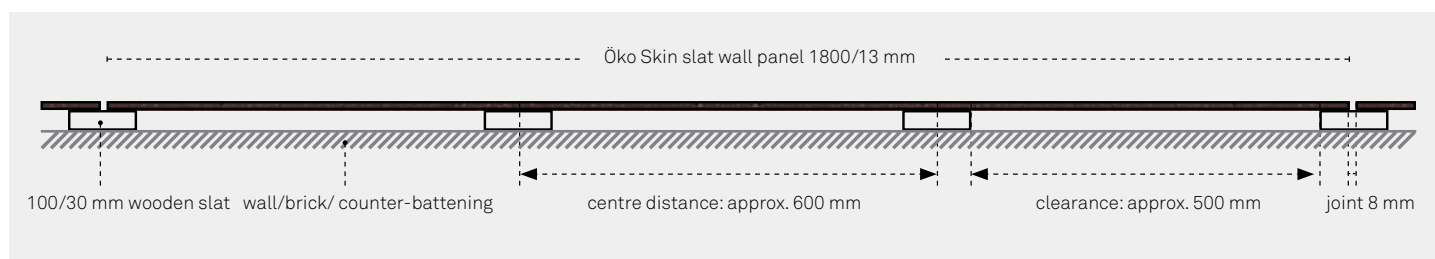 Öko Skin slat wall panel 1800/13 mm
100/30 mm wooden slat
wall/brick/ counter-battening
centre distance: approx. 600 mm
clearance: approx. 500 mm
joint 8 mm